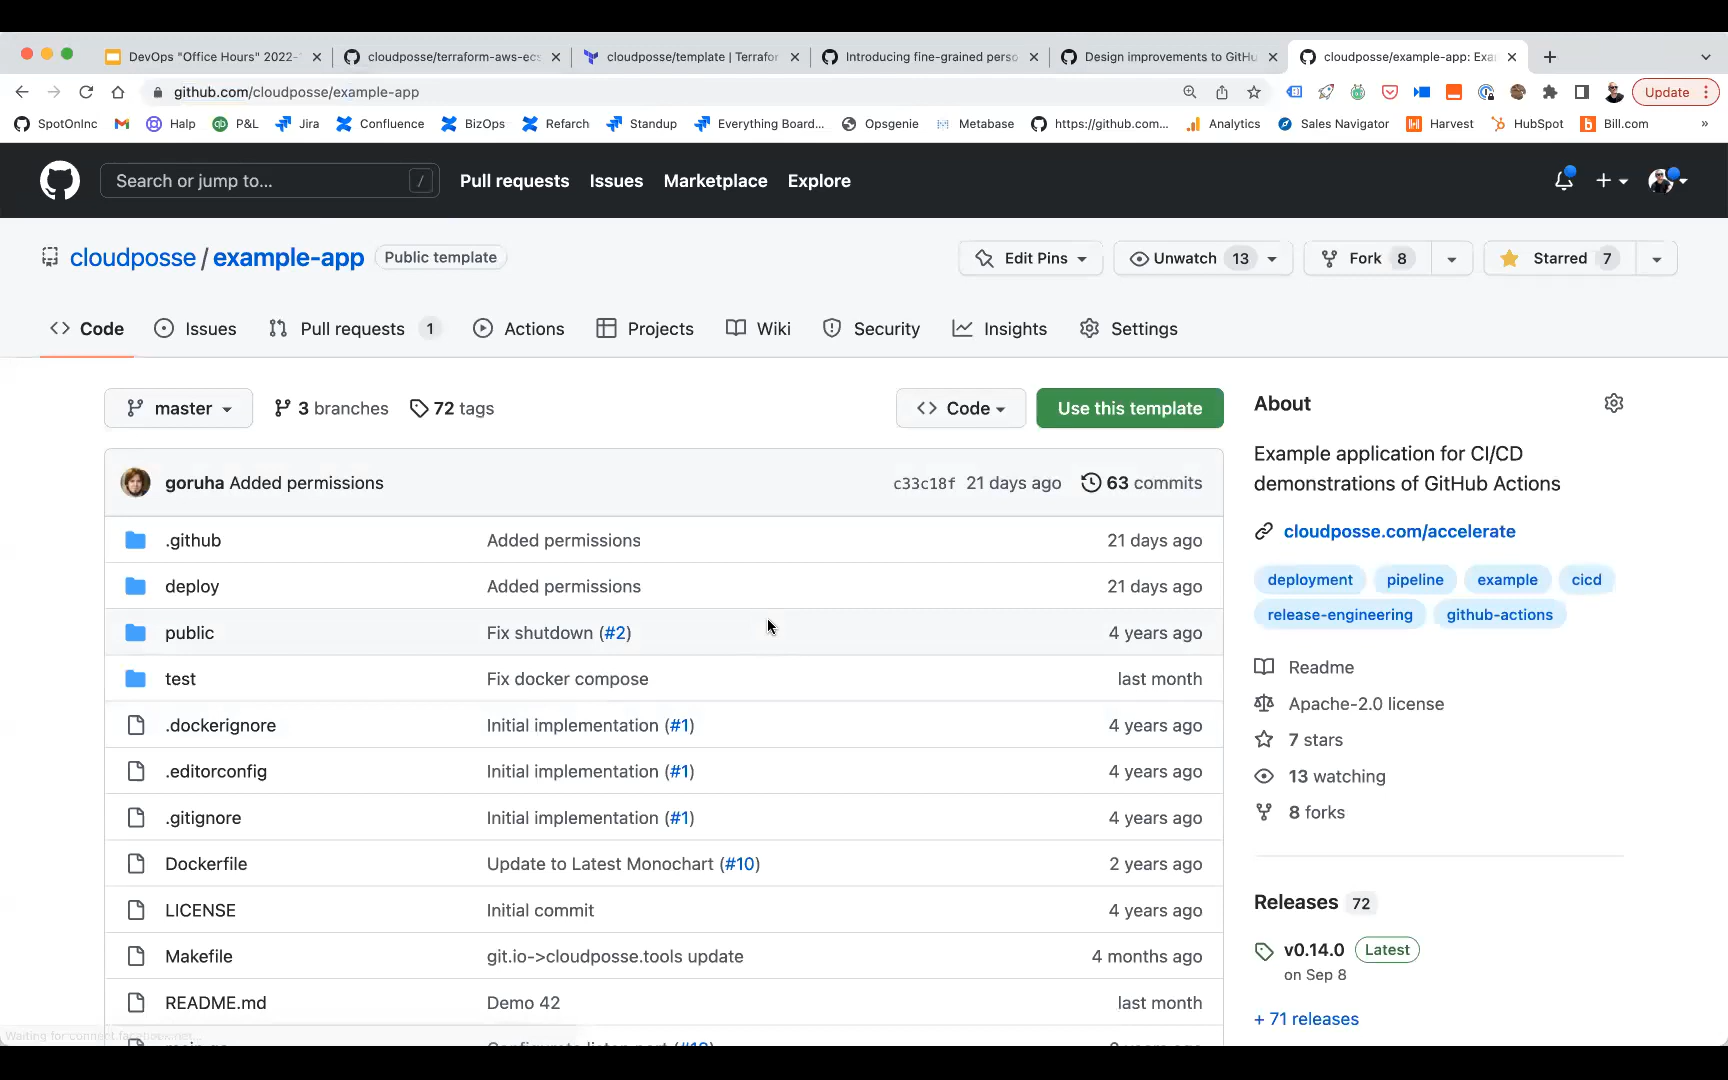 DevOps "Office Hours" 2022-
cloudposse/terraform-aws-ecs
cloudposse/template | Terrafor
Introducing fine-grained perso
Design improvements to GitHu
cloudposse/example-app: Exa
github.com/cloudposse/example-app
Update
SpotOnInc
Halp
P&L
Jira
Confluence
BizOps
Refarch
Standup
Everything Board...
Opsgenie
Metabase
https://github.com...
Analytics
Sales Navigator
Harvest
HubSpot
Bill.com
»
Search or jump to...
/
Pull requests
Issues
Marketplace
Explore
cloudposse / example-app
Public template
Edit Pins
Unwatch 13
Fork 8
Starred 7
Code
Issues
Pull requests 1
Actions
Projects
Wiki
Security
Insights
Settings
master
3 branches
72 tags
Code
Use this template
goruha Added permissions
c33c18f 21 days ago
63 commits
.github Added permissions 21 days ago
deploy Added permissions 21 days ago
public Fix shutdown (#2) 4 years ago
test Fix docker compose last month
.dockerignore Initial implementation (#1) 4 years ago
.editorconfig Initial implementation (#1) 4 years ago
.gitignore Initial implementation (#1) 4 years ago
Dockerfile Update to Latest Monochart (#10) 2 years ago
LICENSE Initial commit 4 years ago
Makefile git.io->cloudposse.tools update 4 months ago
README.md Demo 42 last month
About
Example application for CI/CD
demonstrations of GitHub Actions
cloudposse.com/accelerate
deployment pipeline example cicd
release-engineering github-actions
Readme
Apache-2.0 license
7 stars
13 watching
8 forks
Releases 72
v0.14.0 Latest
on Sep 8
+ 71 releases